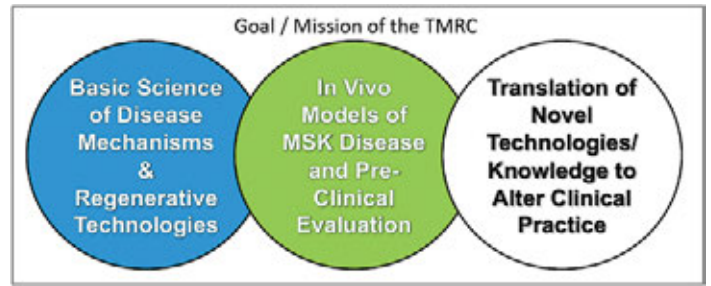 Goal / Mission of the TMRC
Basic Science
of Disease
Mechanisms
&
Regenerative
Technologies
In Vivo
Models of
MSK Disease
and Pre-
Clinical
Evaluation
Translation of
Novel
Technologies/
Knowledge to
Alter Clinical
Practice